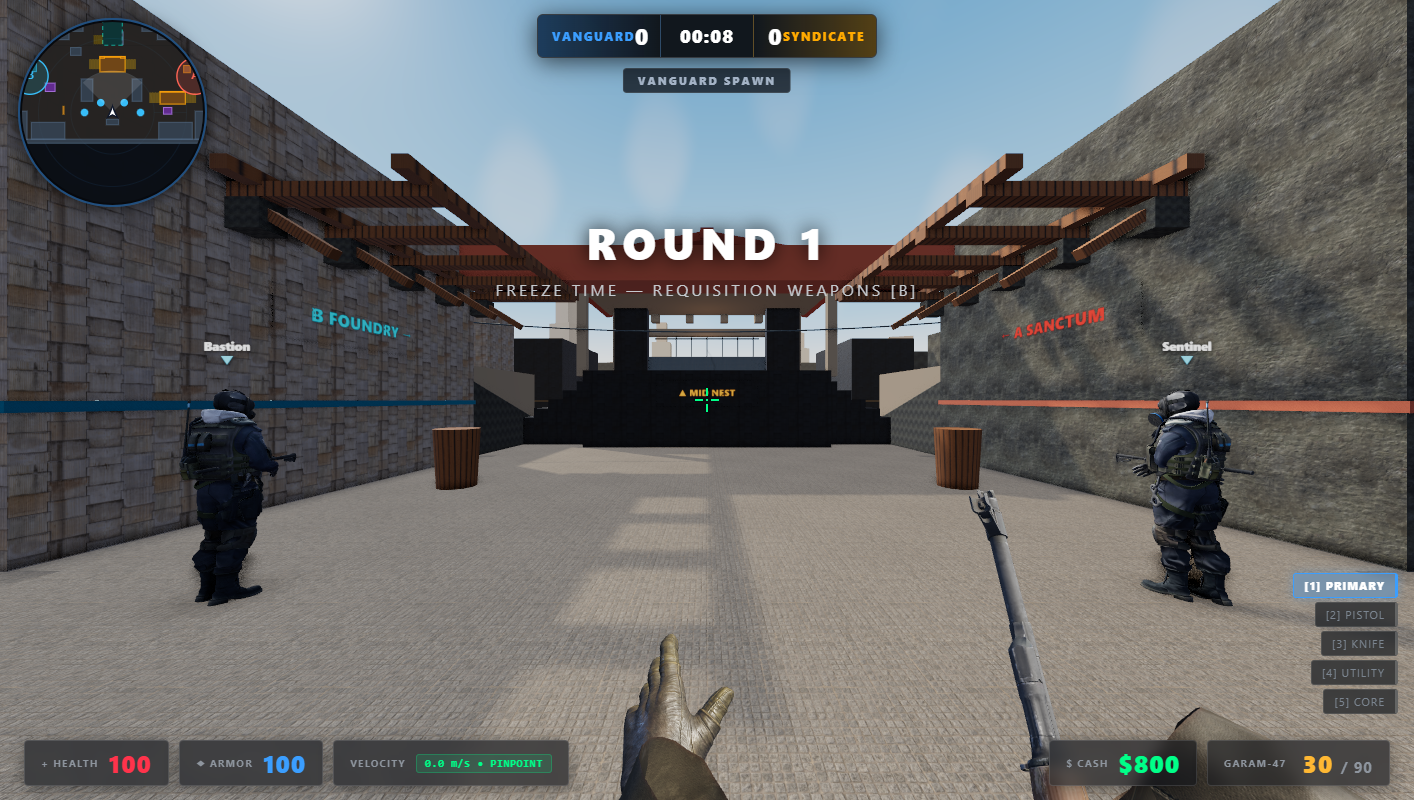 VANGUARD 0 00:08 0 SYNDICATE
VANGUARD SPAWN
ROUND 1
FREEZE TIME — REQUISITION WEAPONS [B]
B FOUNDRY
A SANCTUM
Bastion
Sentinel
▲ MID NEST
[1] PRIMARY
[2] PISTOL
[3] KNIFE
[4] UTILITY
[5] CORE
+ HEALTH 100
ARMOR 100
VELOCITY 0.0 m/s • PINPOINT
$ CASH $800
GARAM-47 30 / 90